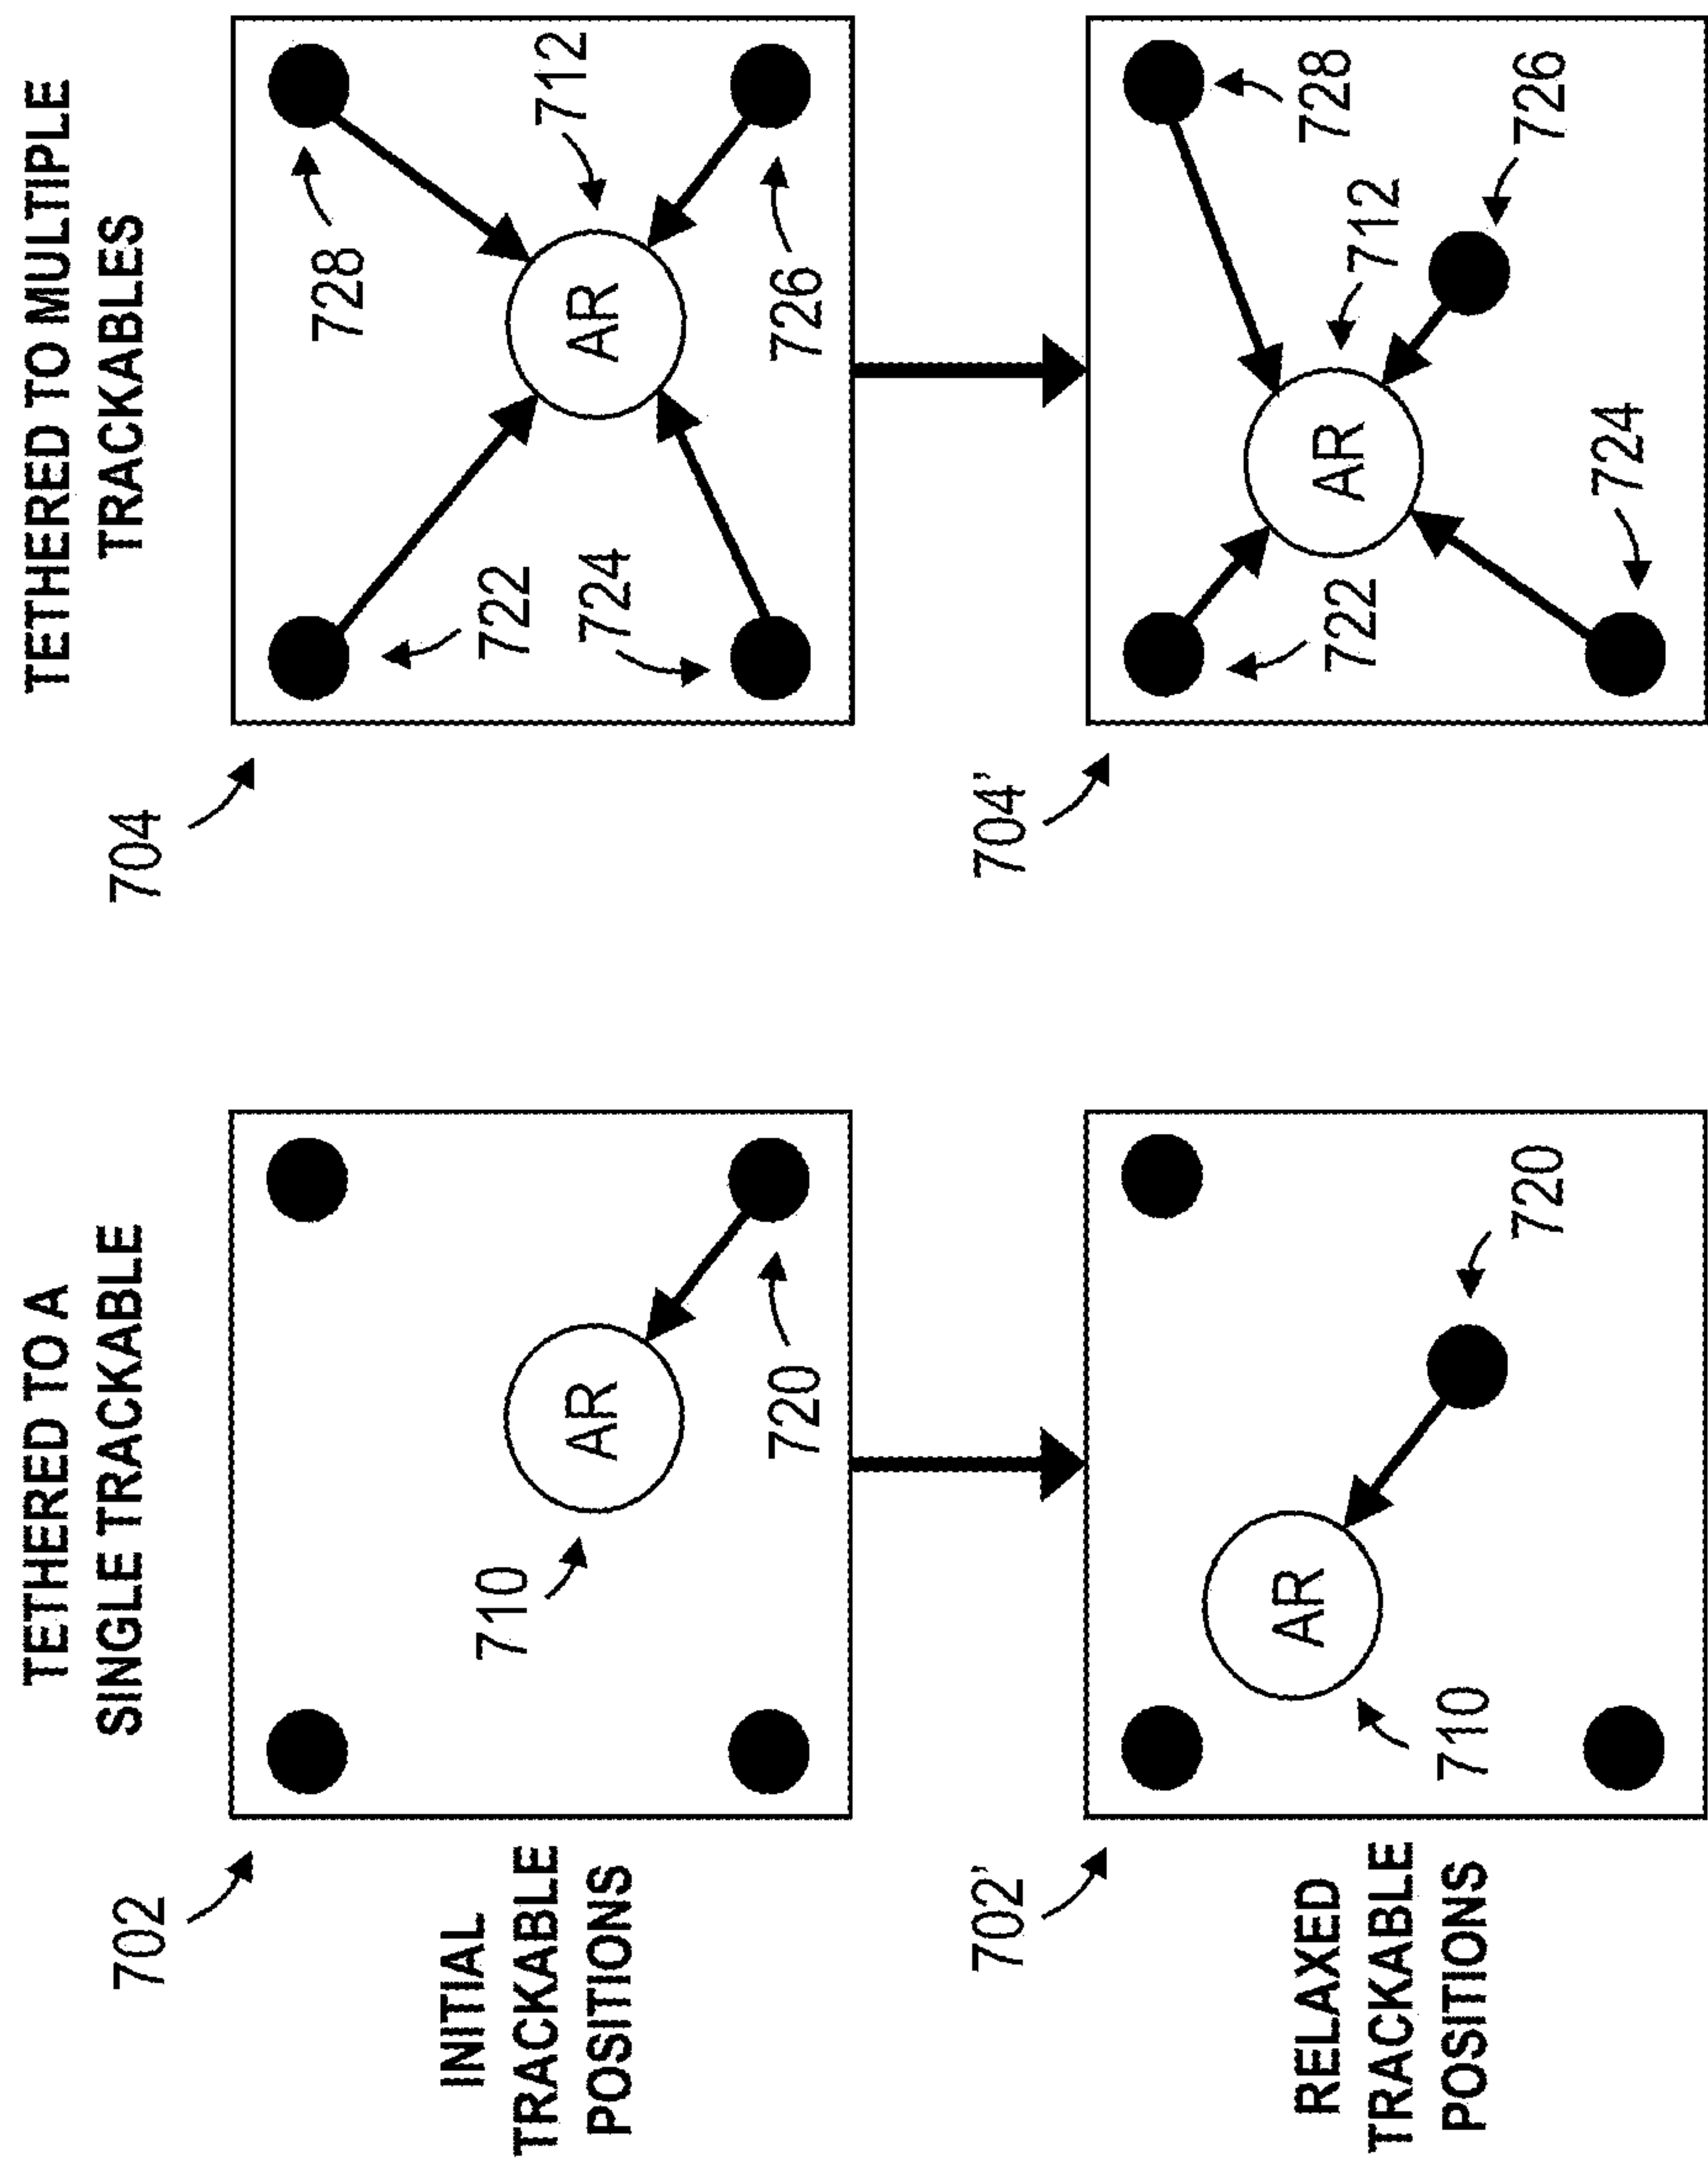 TETHERED TO A
SINGLE TRACKABLE
TETHERED TO MULTIPLE
TRACKABLES
702
704
INITIAL
TRACKABLE
POSITIONS
710
AR
720
728
712
AR
722
724
726
702'
704'
RELAXED
TRACKABLE
POSITIONS
AR
710
720
728
712
AR
722
726
724